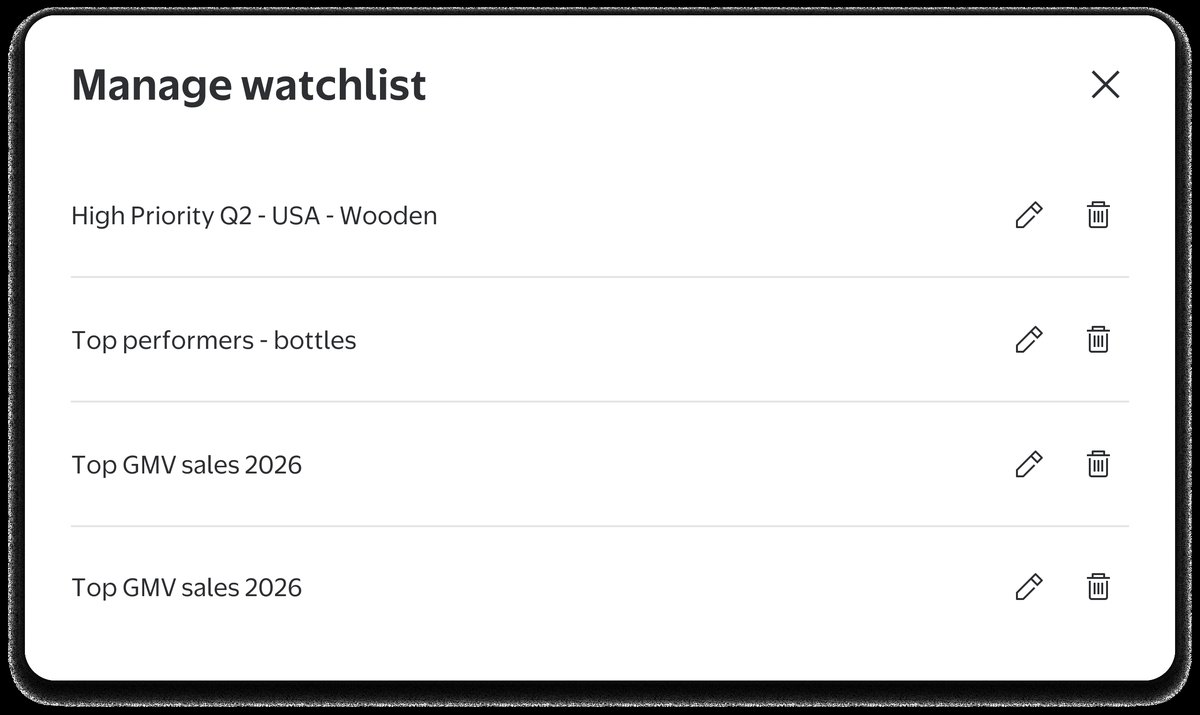 Manage watchlist
High Priority Q2 - USA - Wooden
Top performers - bottles
Top GMV sales 2026
Top GMV sales 2026